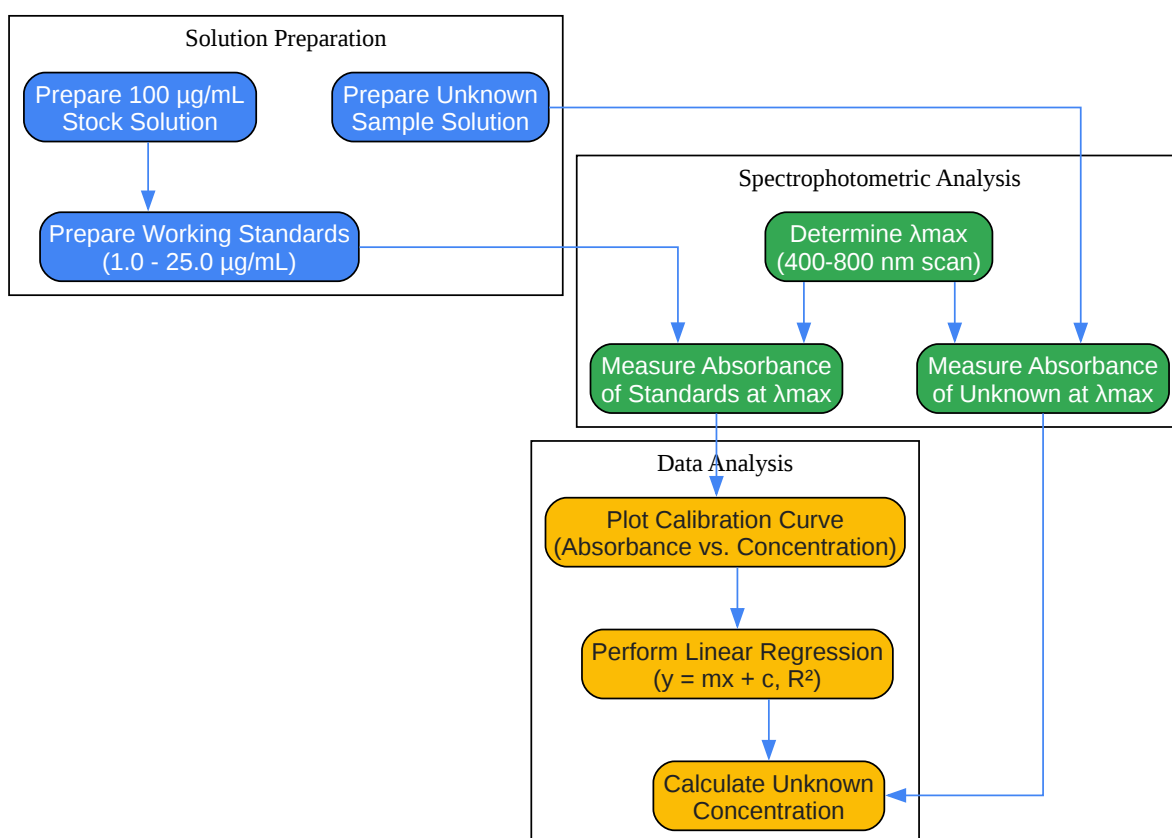 Solution Preparation
Prepare 100 µg/mL
Stock Solution
Prepare Unknown
Sample Solution
Prepare Working Standards
(1.0 - 25.0 µg/mL)
Spectrophotometric Analysis
Determine λmax
(400-800 nm scan)
Measure Absorbance
of Standards at λmax
Measure Absorbance
of Unknown at λmax
Data Analysis
Plot Calibration Curve
(Absorbance vs. Concentration)
Perform Linear Regression
(y = mx + c, R²)
Calculate Unknown
Concentration